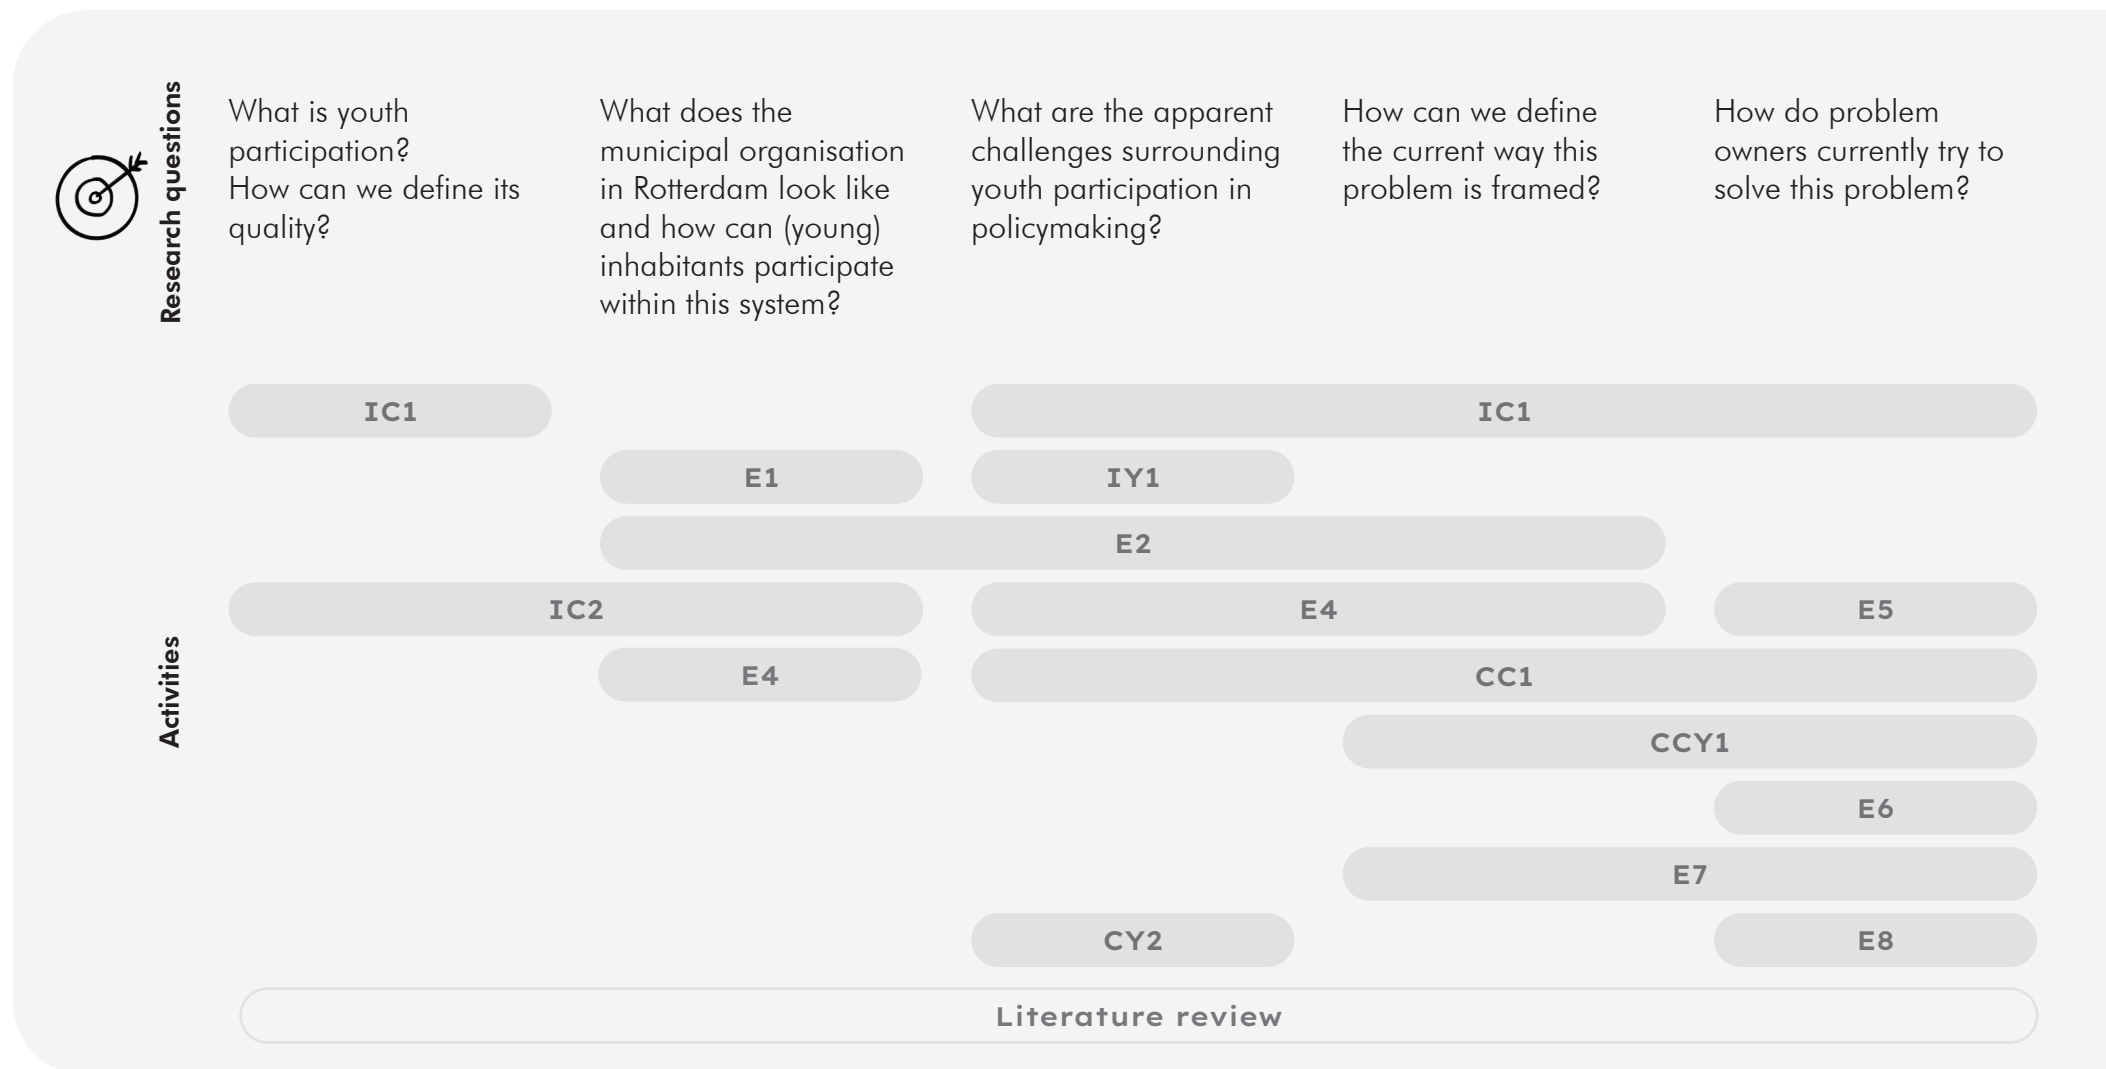 Research questions
What is youth
participation?
How can we define its
quality?
What does the
municipal organisation
in Rotterdam look like
and how can (young)
inhabitants participate
within this system?
What are the apparent
challenges surrounding
youth participation in
policymaking?
How can we define
the current way this
problem is framed?
How do problem
owners currently try to
solve this problem?
Activities
IC1
IC1
E1
IY1
E2
IC2
E4
E5
E4
CC1
CCY1
E6
E7
CY2
E8
Literature review